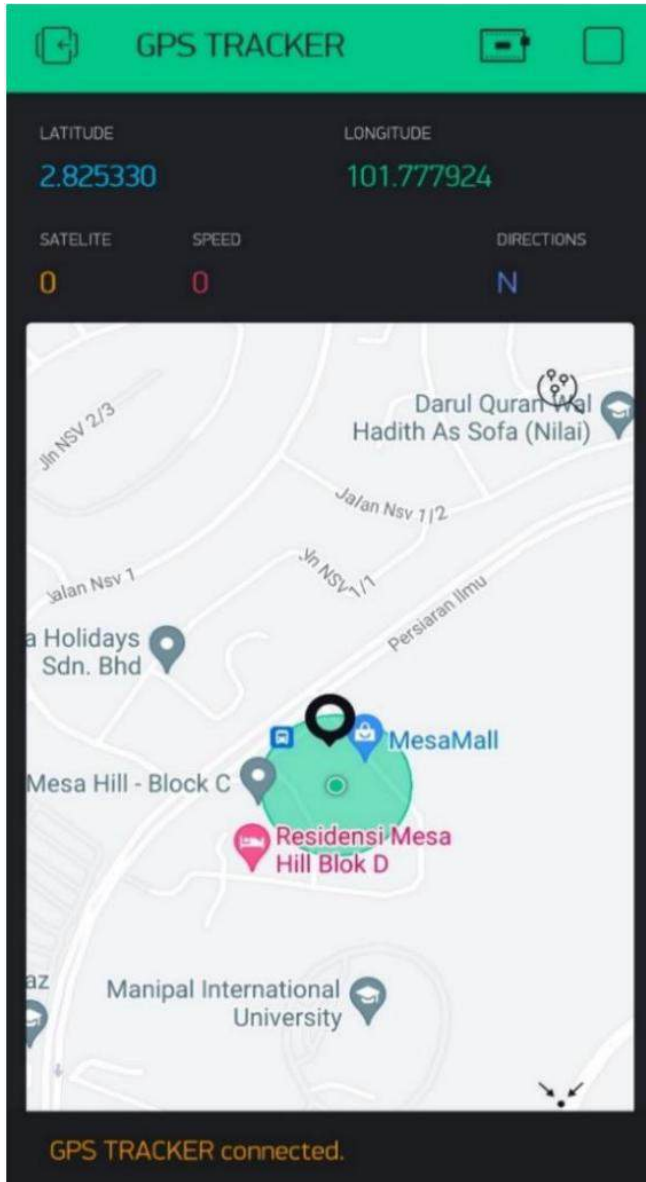 GPS TRACKER
LATITUDE
LONGITUDE
2.825330
101.777924
SATELITE
SPEED
DIRECTIONS
0
0
N
Jln NSV 2/3
Darul Quran Wal
Hadith As Sofa (Nilai)
Jalan Nsv 1/2
Jalan Nsv 1
Jln NSV 1/1
Persiaran Ilmu
a Holidays
Sdn. Bhd
MesaMall
Mesa Hill - Block C
Residensi Mesa
Hill Blok D
az
Manipal International
University
GPS TRACKER connected.